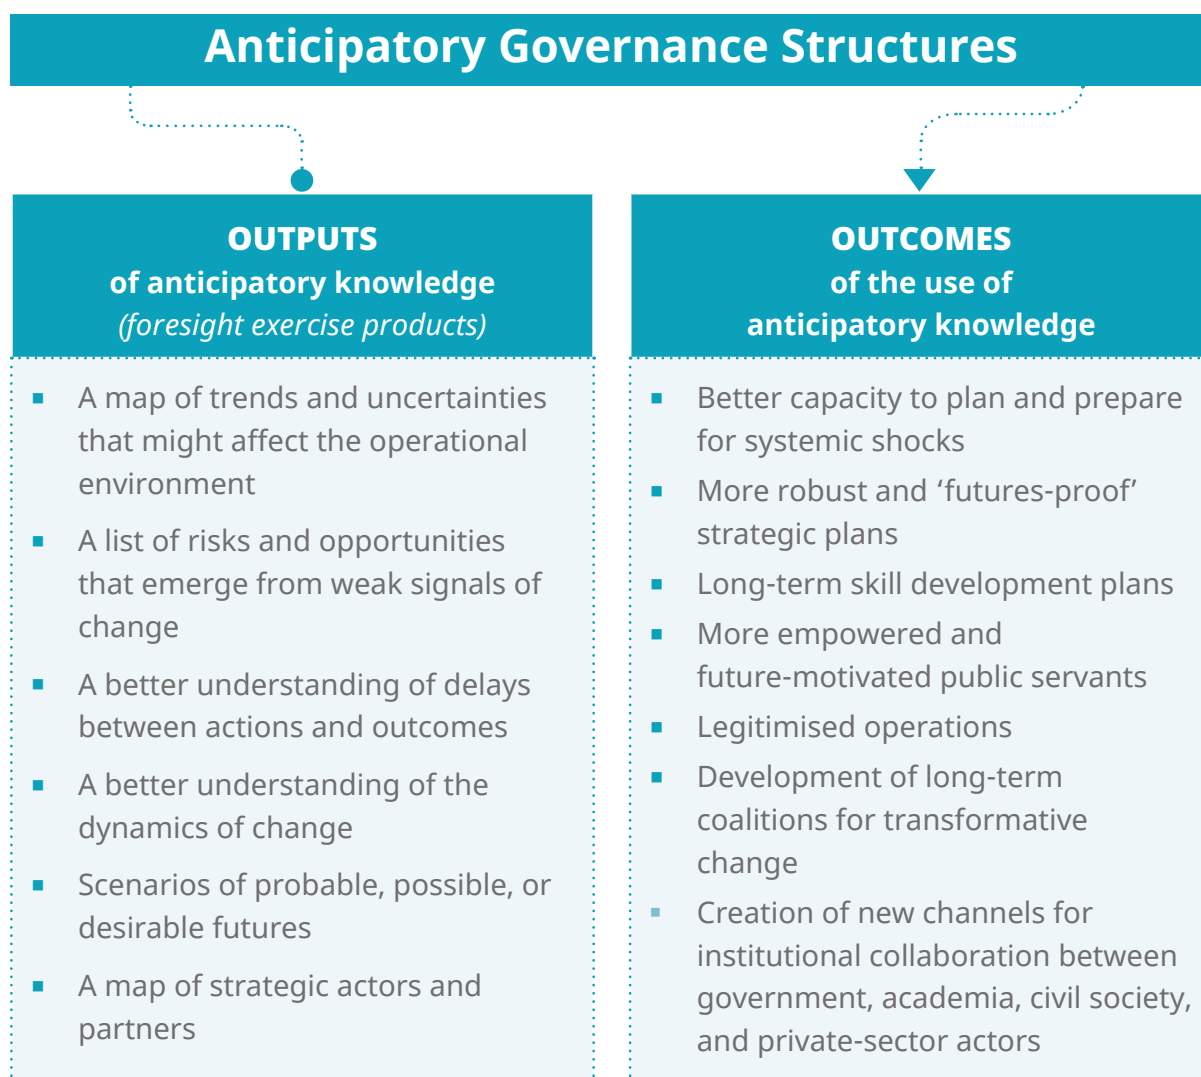 Anticipatory Governance Structures
OUTPUTS
of anticipatory knowledge
(foresight exercise products)
▪ A map of trends and uncertainties
that might affect the operational
environment
▪ A list of risks and opportunities
that emerge from weak signals of
change
▪ A better understanding of delays
between actions and outcomes
▪ A better understanding of the
dynamics of change
▪ Scenarios of probable, possible, or
desirable futures
▪ A map of strategic actors and
partners
OUTCOMES
of the use of
anticipatory knowledge
▪ Better capacity to plan and prepare
for systemic shocks
▪ More robust and ‘futures-proof’
strategic plans
▪ Long-term skill development plans
▪ More empowered and
future-motivated public servants
▪ Legitimised operations
▪ Development of long-term
coalitions for transformative
change
▪ Creation of new channels for
institutional collaboration between
government, academia, civil society,
and private-sector actors